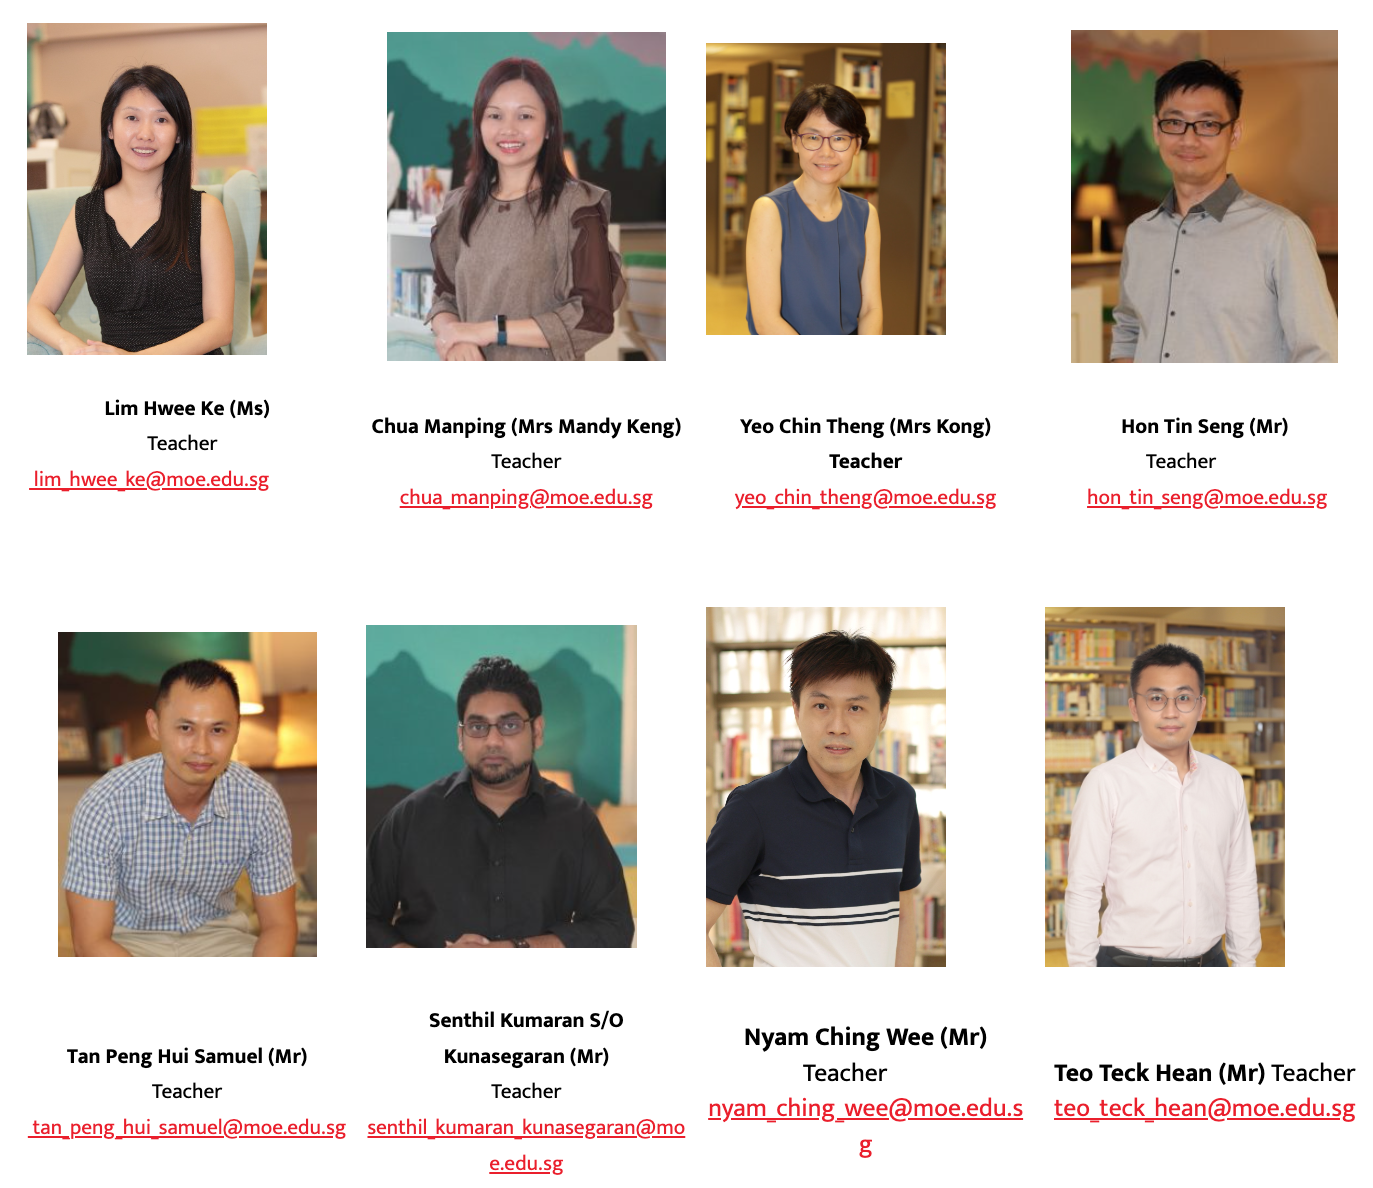 Lim Hwee Ke (Ms)
Teacher
lim_hwee_ke@moe.edu.sg
Chua Manping (Mrs Mandy Keng)
Teacher
chua_manping@moe.edu.sg
Yeo Chin Theng (Mrs Kong)
Teacher
yeo_chin_theng@moe.edu.sg
Hon Tin Seng (Mr)
Teacher
hon_tin_seng@moe.edu.sg
Tan Peng Hui Samuel (Mr)
Teacher
tan_peng_hui_samuel@moe.edu.sg
Senthil Kumaran S/O
Kunasegaran (Mr)
Teacher
senthil_kumaran_kunasegaran@mo
e.edu.sg
Nyam Ching Wee (Mr)
Teacher
nyam_ching_wee@moe.edu.s
g
Teo Teck Hean (Mr) Teacher
teo_teck_hean@moe.edu.sg